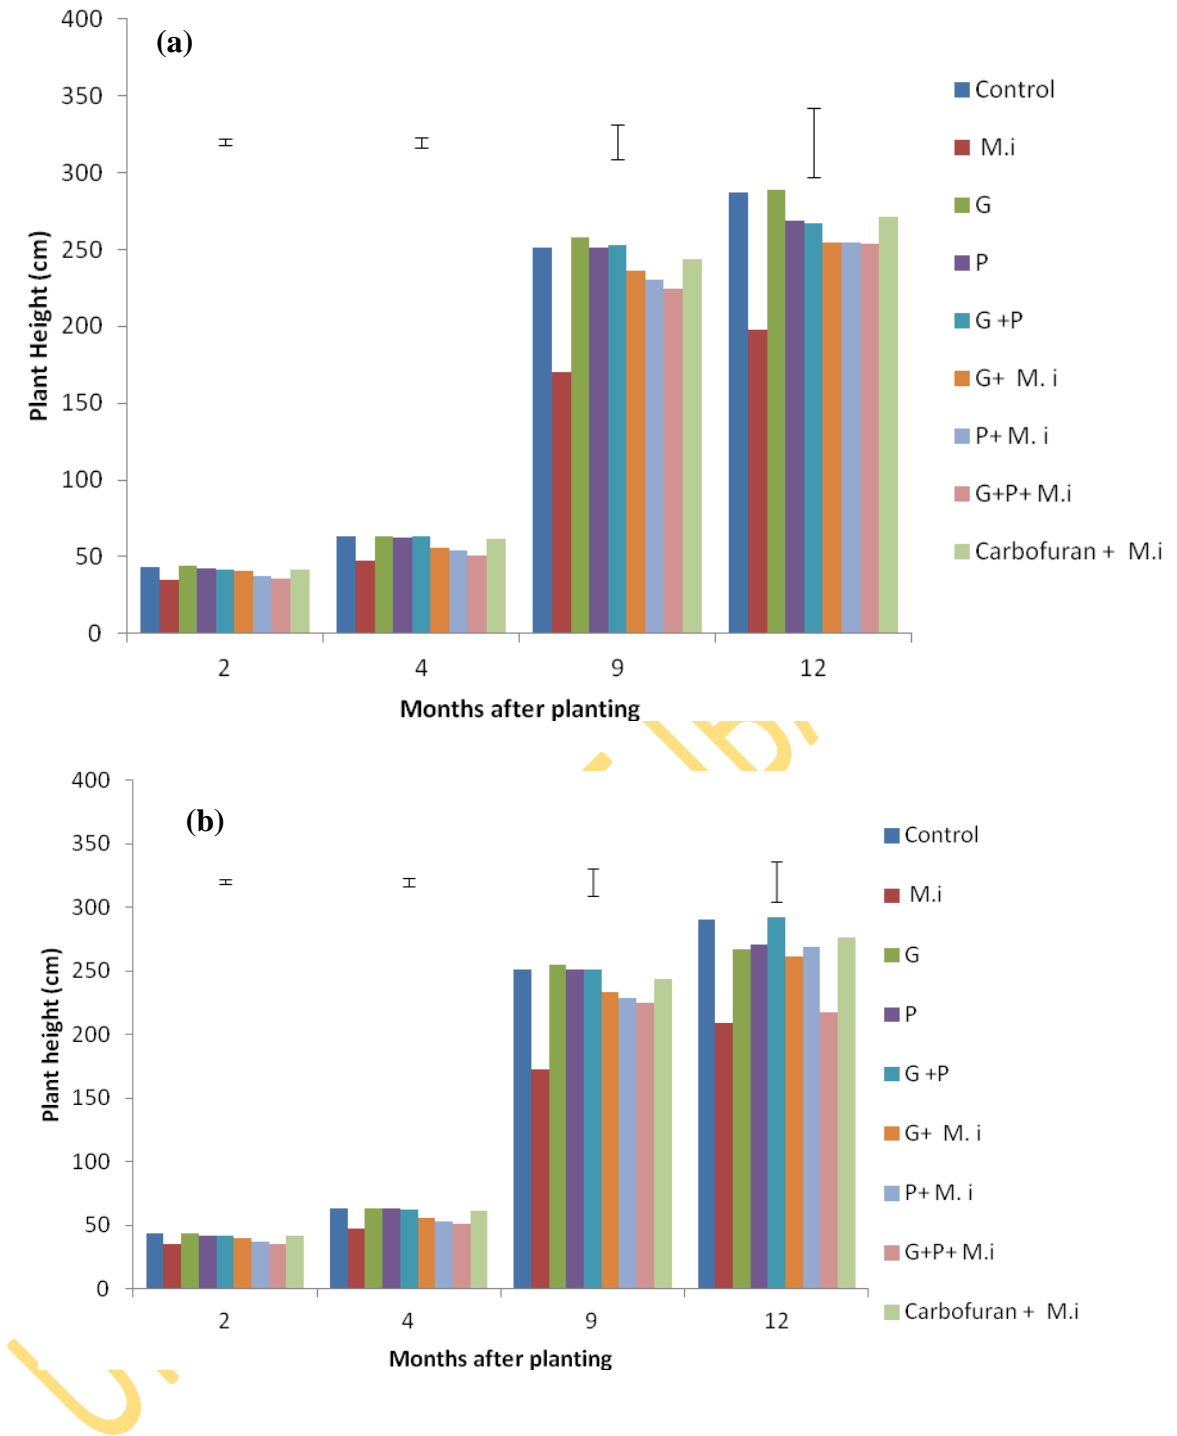 (a)
400
350
300
250
200
150
100
50
0
Plant Height (cm)
2 4 9 12
Months after planting
Control
M.i
G
P
G +P
G+ M. i
P+ M. i
G+P+ M.i
Carbofuran + M.i
(b)
400
350
300
250
200
150
100
50
0
Plant height (cm)
2 4 9 12
Months after planting
Control
M.i
G
P
G +P
G+ M. i
P+ M. i
G+P+ M.i
Carbofuran + M.i